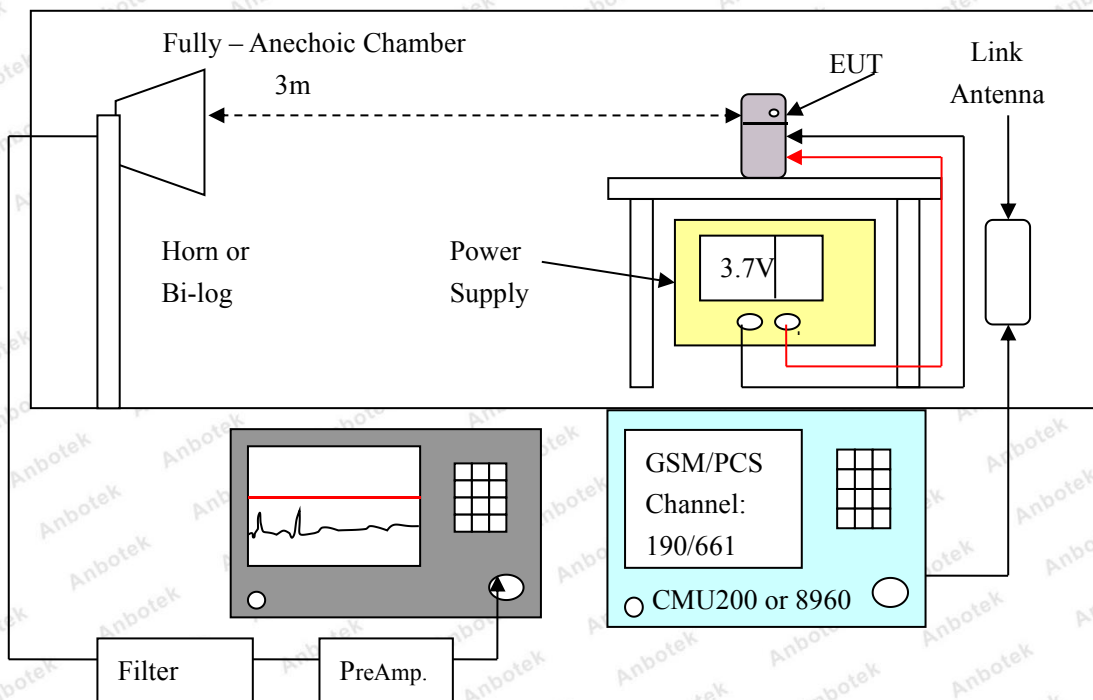 Fully – Anechoic Chamber
3m
EUT
Link
Antenna
Horn or
Bi-log
Power
Supply
3.7V
GSM/PCS
Channel:
190/661
CMU200 or 8960
Filter
PreAmp.
Anbotek